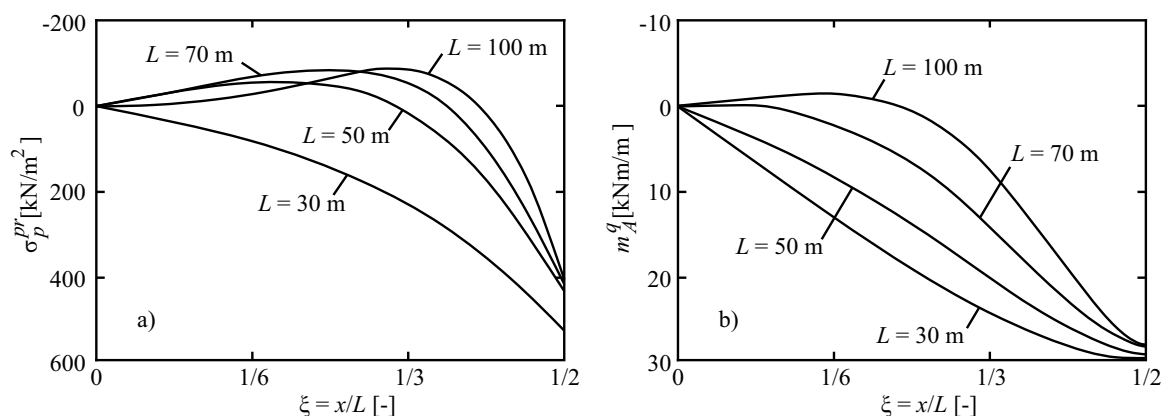 -200
0
200
400
600
σ_p^{pr} [kN/m²]
L = 70 m
L = 100 m
L = 50 m
L = 30 m
a)
0
1/6
1/3
1/2
ξ = x/L [-]
-10
0
10
20
30
m_A^q [kNm/m ]
L = 100 m
L = 70 m
L = 50 m
L = 30 m
b)
0
1/6
1/3
1/2
ξ = x/L [-]